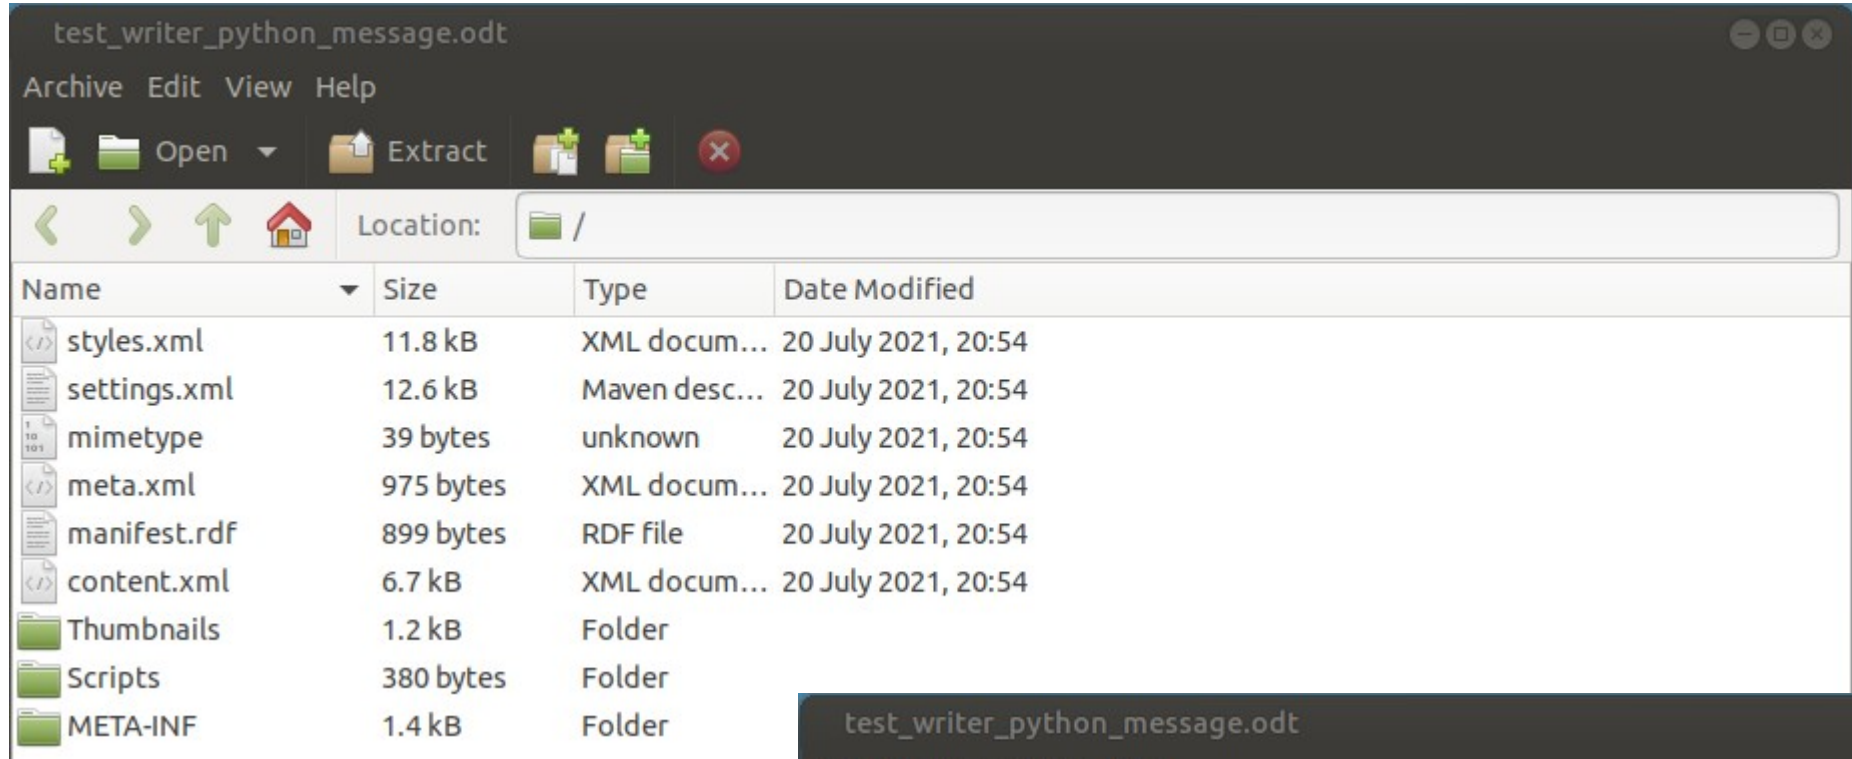 test_writer_python_message.odt
Archive Edit View Help
Open Extract
Location: /
Name Size Type Date Modified
styles.xml 11.8 kB XML docum... 20 July 2021, 20:54
settings.xml 12.6 kB Maven desc... 20 July 2021, 20:54
mimetype 39 bytes unknown 20 July 2021, 20:54
meta.xml 975 bytes XML docum... 20 July 2021, 20:54
manifest.rdf 899 bytes RDF file 20 July 2021, 20:54
content.xml 6.7 kB XML docum... 20 July 2021, 20:54
Thumbnails 1.2 kB Folder
Scripts 380 bytes Folder
META-INF 1.4 kB Folder
test_writer_python_message.odt